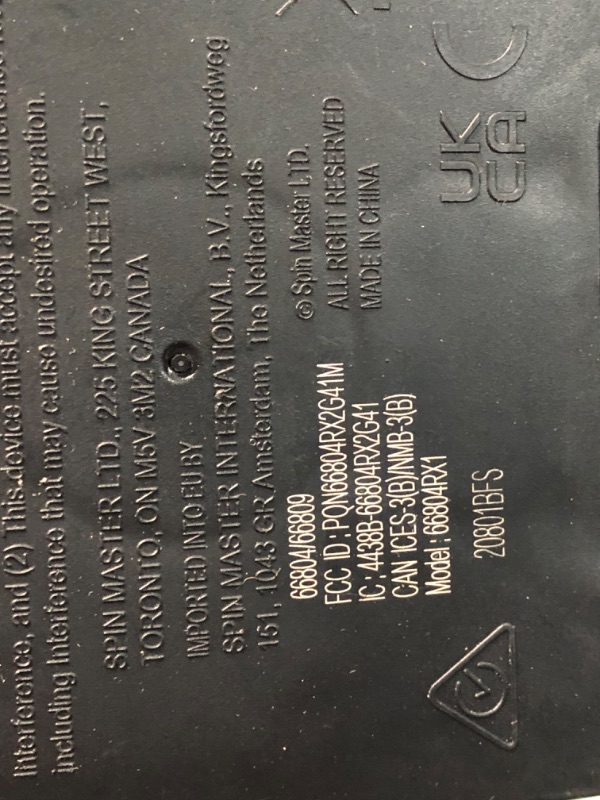 interference, and (2) This device must accept any interference
including interference that may cause undesired operation.
SPIN MASTER LTD., 225 KING STREET WEST,
TORONTO, ON M5V 3M2 CANADA
IMPORTED INTO EU BY
SPIN MASTER INTERNATIONAL, B.V., Kingsfordweg
151, 1043 GR Amsterdam, The Netherlands
© Spin Master LTD.
ALL RIGHT RESERVED
MADE IN CHINA
66804/66809
FCC ID : PQN66804RX2G41M
IC : 4438B-66804RX2G41
CAN ICES-3(B)/NMB-3(B)
Model : 66804RX1
20801BFS
UK
CA